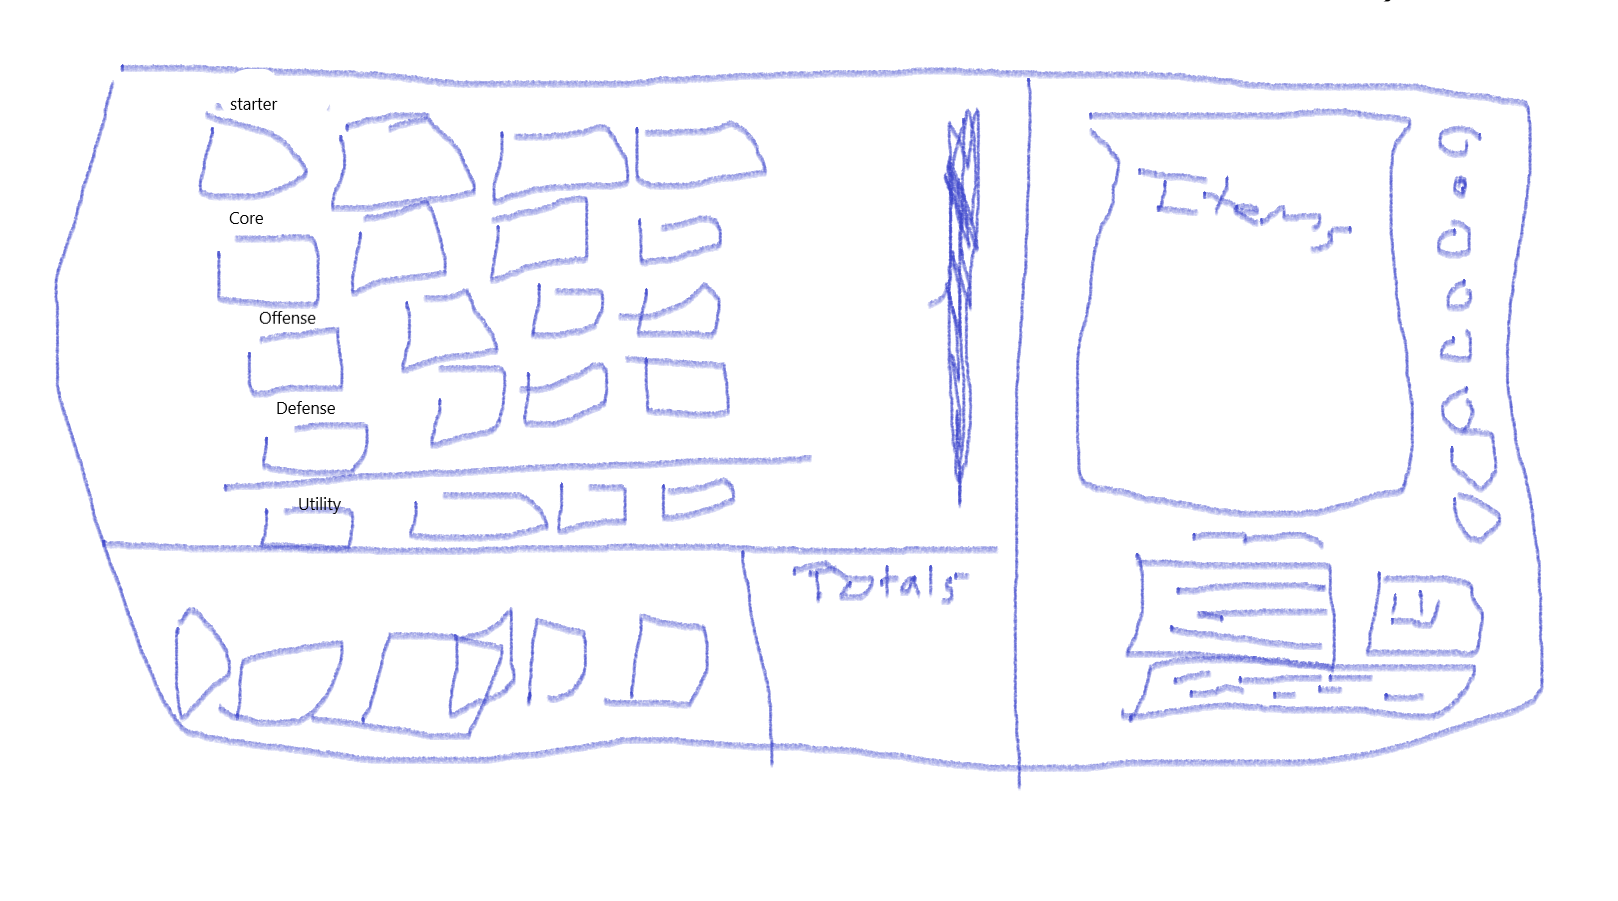 starter
Core
Offense
Defense
Utility
Totals
Items